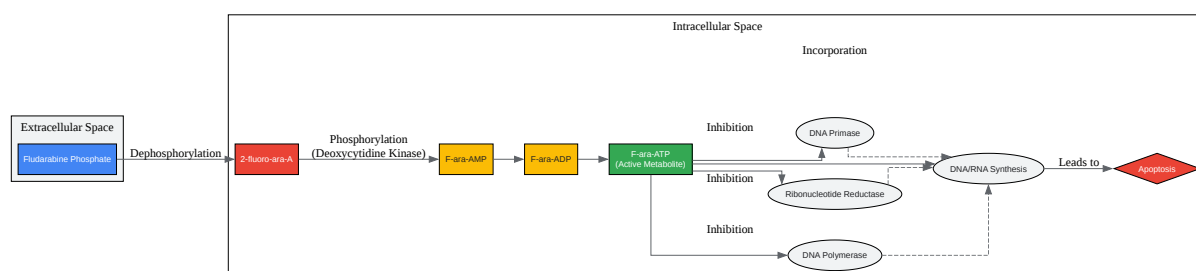 Intracellular Space
Incorporation
Extracellular Space
Fludarabine Phosphate
Dephosphorylation
2-fluoro-ara-A
Phosphorylation
(Deoxycytidine Kinase)
F-ara-AMP
F-ara-ADP
F-ara-ATP
(Active Metabolite)
Inhibition
DNA Primase
Inhibition
Ribonucleotide Reductase
Inhibition
DNA Polymerase
DNA/RNA Synthesis
Leads to
Apoptosis